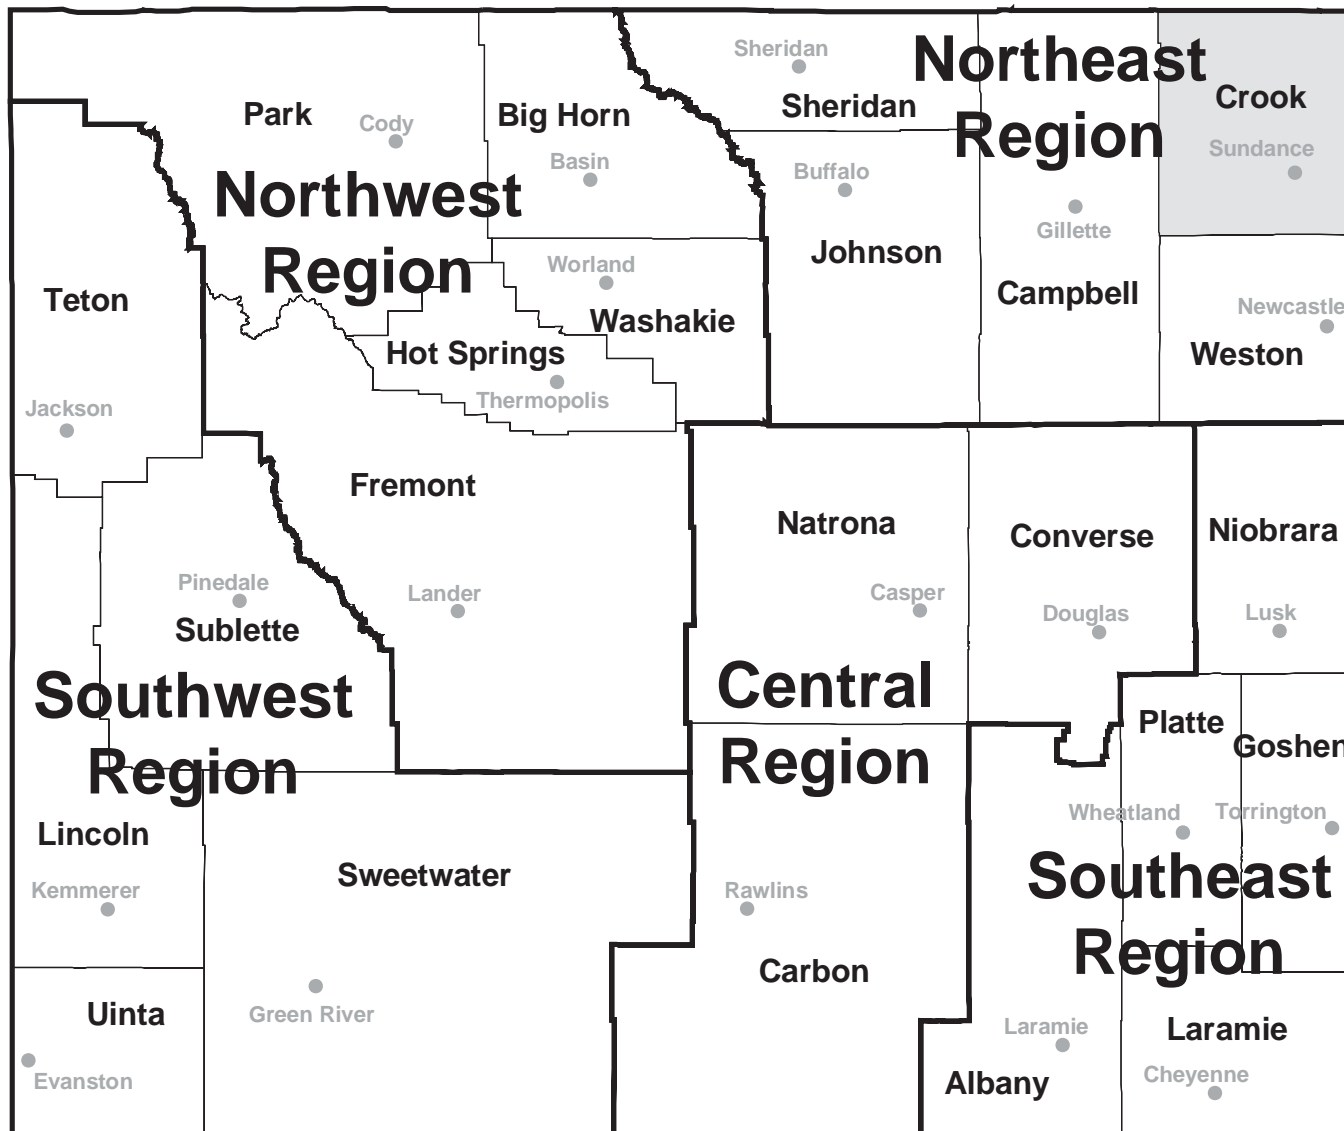 Northeast
Region
Sheridan
Sheridan
Crook
Sundance
Park
Cody
Big Horn
Basin
Buffalo
Johnson
Gillette
Campbell
Northwest
Region
Worland
Washakie
Newcastle
Weston
Teton
Jackson
Hot Springs
Thermopolis
Fremont
Lander
Natrona
Casper
Converse
Douglas
Niobrara
Lusk
Pinedale
Sublette
Southwest
Region
Central
Region
Platte
Goshen
Wheatland
Torrington
Lincoln
Kemmerer
Sweetwater
Rawlins
Southeast
Region
Carbon
Uinta
Evanston
Green River
Laramie
Albany
Laramie
Cheyenne